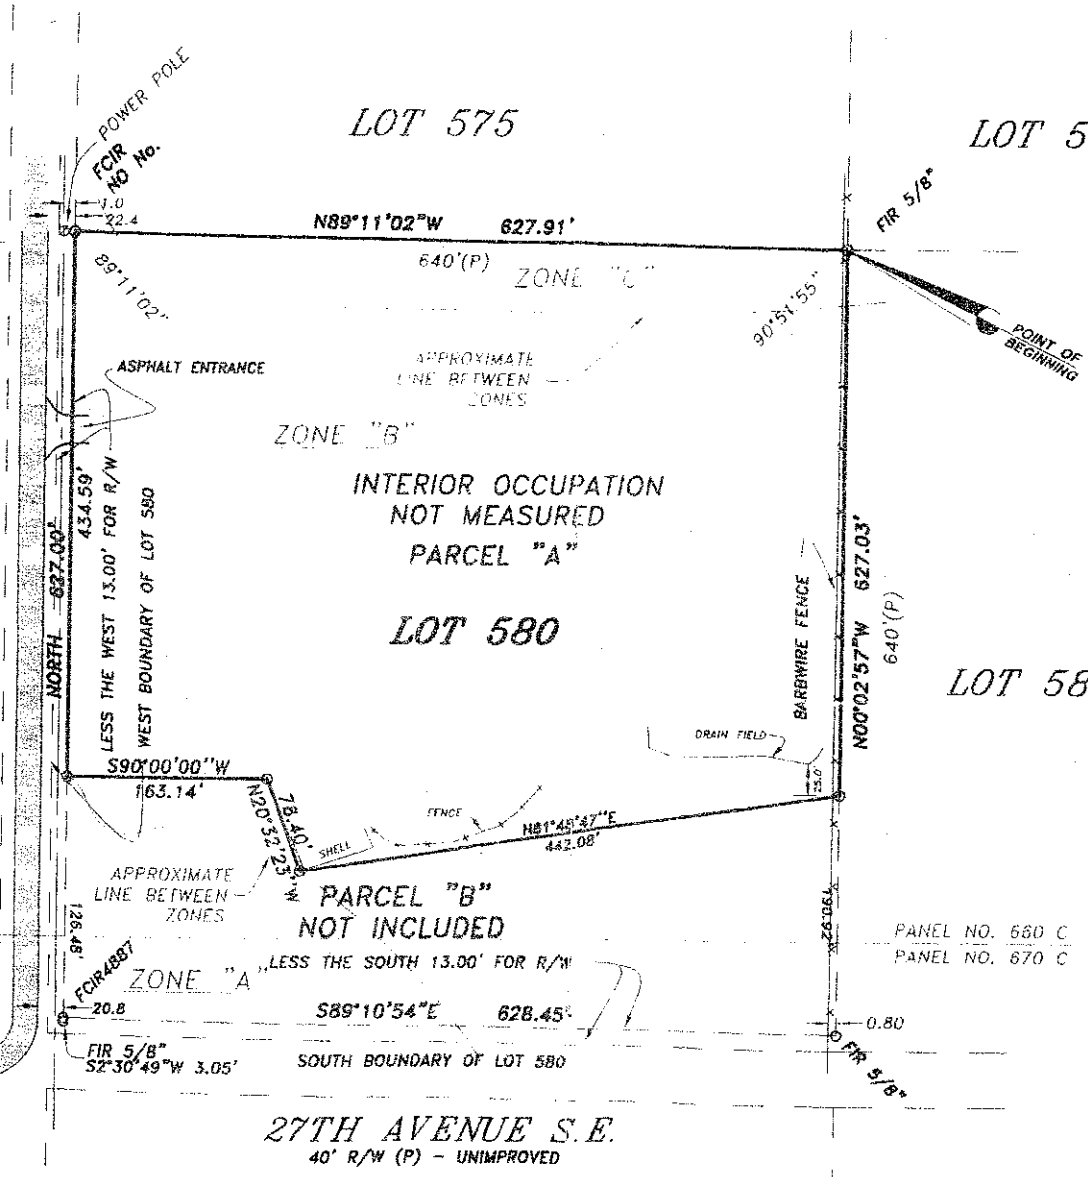 POWER POLE
LOT 575
LOT 5
FCIR
NO No.
1.0
22.4
FIR 5/8"
N89°11'02"W 627.91'
640'(P)
ZONE "C"
89°11'02"
90°51'55"
POINT OF
BEGINNING
ASPHALT ENTRANCE
APPROXIMATE
LINE BETWEEN
ZONES
ZONE "B"
INTERIOR OCCUPATION
NOT MEASURED
PARCEL "A"
LOT 580
NORTH 627.00'
434.59'
LESS THE WEST 13.00' FOR R/W
WEST BOUNDARY OF LOT 580
BARBWIRE FENCE
N00°02'57"W 627.03'
640'(P)
LOT 58
DRAIN FIELD
25.0'
S90°00'00"W
163.14'
78.40'
N20°32'23"W
FENCE
SHELL
N81°45'47"E
442.08'
APPROXIMATE
LINE BETWEEN
ZONES
PARCEL "B"
NOT INCLUDED
126.48'
190.92
PANEL NO. 660 C
PANEL NO. 670 C
FCIR4887
ZONE "A"
LESS THE SOUTH 13.00' FOR R/W
20.8
S89°10'54"E 628.45'
0.80
FIR 5/8"
S2°30'49"W 3.05'
SOUTH BOUNDARY OF LOT 580
FIR 5/8"
27TH AVENUE S.E.
40' R/W (P) - UNIMPROVED